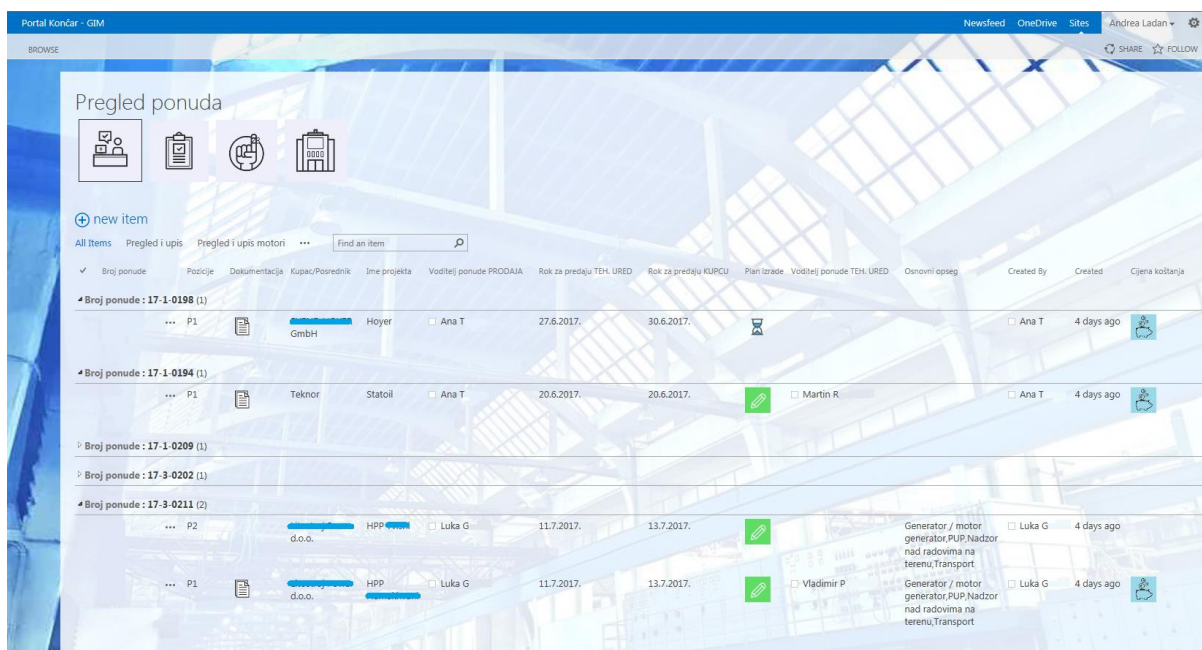 Portal Končar - GIM Newsfeed OneDrive Sites Andrea Ladan
BROWSE SHARE FOLLOW
Pregled ponuda
new item
All Items Pregled i upis Pregled i upis motori ... Find an item
Broj ponude Pozicije Dokumentacija Kupac/Posrednik Ime projekta Voditelj ponude PRODAJA Rok za predaju TEH. URED Rok za predaju KUPCU Plan izrade Voditelj ponude TEH. URED Osnovni opseg Created By Created Cijena koštanja
Broj ponude : 17-1-0198 (1)
... P1 Hoyer Ana T 27.6.2017. 30.6.2017. Ana T 4 days ago
GmbH
Broj ponude : 17-1-0194 (1)
... P1 Teknor Statoil Ana T 20.6.2017. 20.6.2017. Martin R Ana T 4 days ago
Broj ponude : 17-1-0209 (1)
Broj ponude : 17-3-0202 (1)
Broj ponude : 17-3-0211 (2)
... P2 HPP Luka G 11.7.2017. 13.7.2017. Generator / motor Luka G 4 days ago
d.o.o. generator,PUP,Nadzor
nad radovima na
terenu,Transport
... P1 HPP Luka G 11.7.2017. 13.7.2017. Vladimir P Generator / motor Luka G 4 days ago
d.o.o. generator,PUP,Nadzor
nad radovima na
terenu,Transport